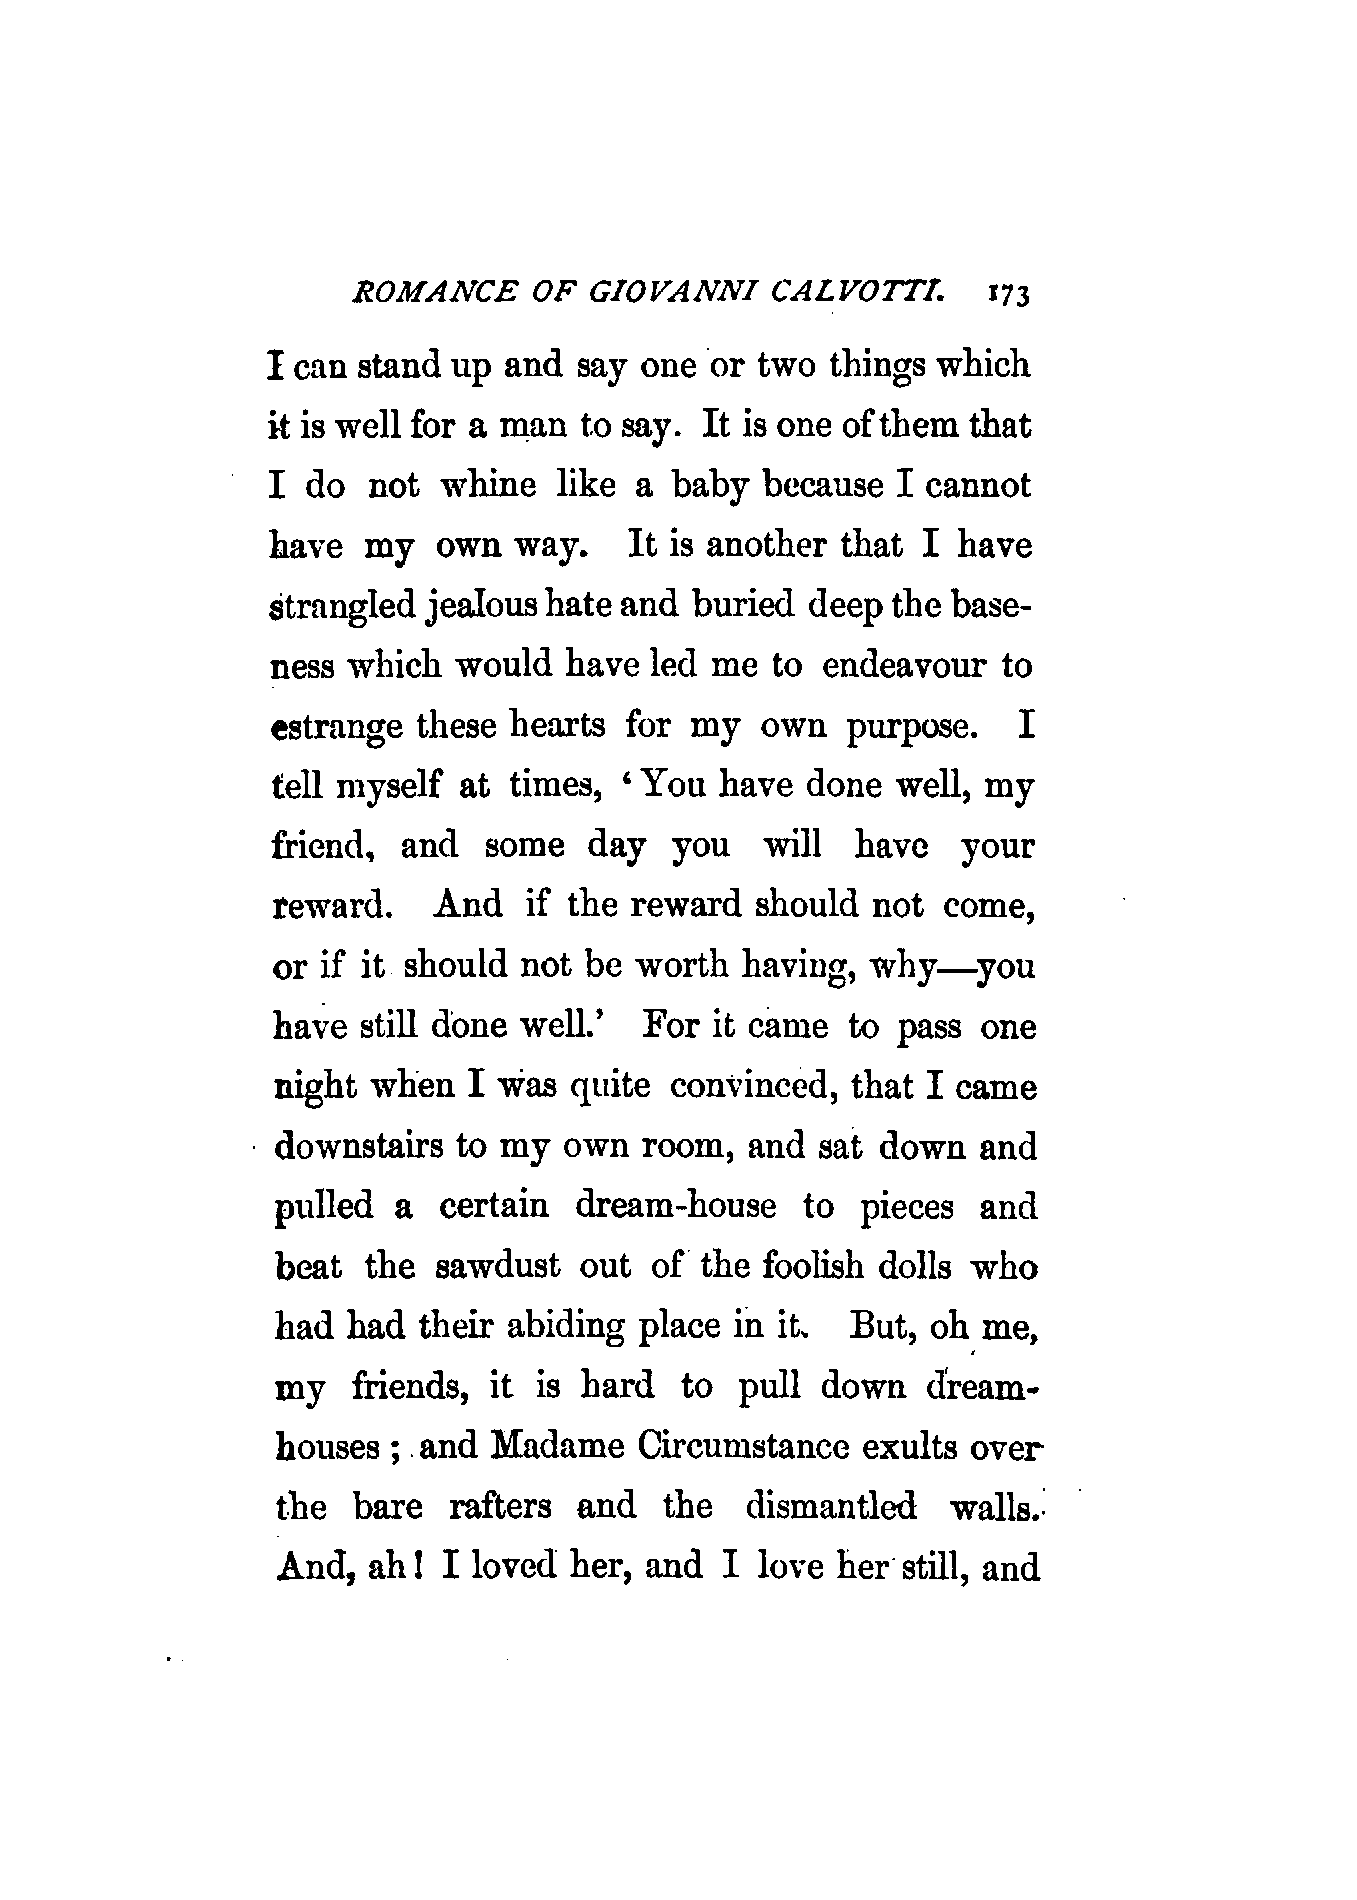 ROMANCE OF GIOVANNI CALVOTTI. 173
I can stand up and say one or two things which
it is well for a man to say. It is one of them that
I do not whine like a baby because I cannot
have my own way. It is another that I have
strangled jealous hate and buried deep the base-
ness which would have led me to endeavour to
estrange these hearts for my own purpose. I
tell myself at times, ‘You have done well, my
friend, and some day you will have your
reward. And if the reward should not come,
or if it should not be worth having, why—you
have still done well.’ For it came to pass one
night when I was quite convinced, that I came
downstairs to my own room, and sat down and
pulled a certain dream-house to pieces and
beat the sawdust out of the foolish dolls who
had had their abiding place in it. But, oh me,
my friends, it is hard to pull down dream-
houses ; and Madame Circumstance exults over
the bare rafters and the dismantled walls.
And, ah! I loved her, and I love her still, and